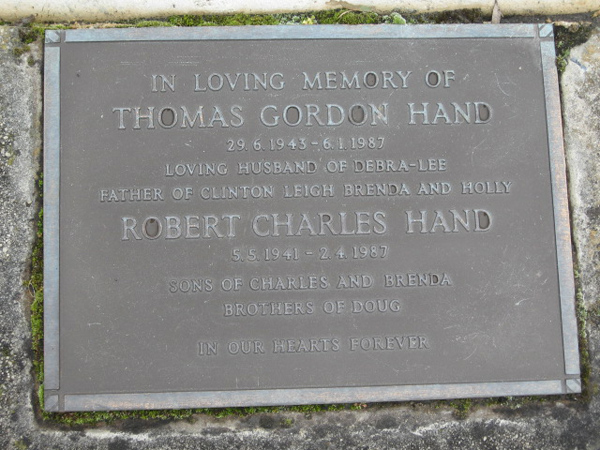 IN LOVING MEMORY OF
THOMAS GORDON HAND
29.6.1943 - 6.1.1987
LOVING HUSBAND OF DEBRA-LEE
FATHER OF CLINTON LEIGH BRENDA AND HOLLY
ROBERT CHARLES HAND
5.5.1941 - 2.4.1987
SONS OF CHARLES AND BRENDA
BROTHERS OF DOUG
IN OUR HEARTS FOREVER